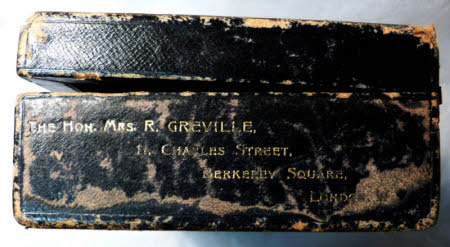 THE HON. MRS. R. GREVILLE,
11, CHARLES STREET,
BERKELEY SQUARE,